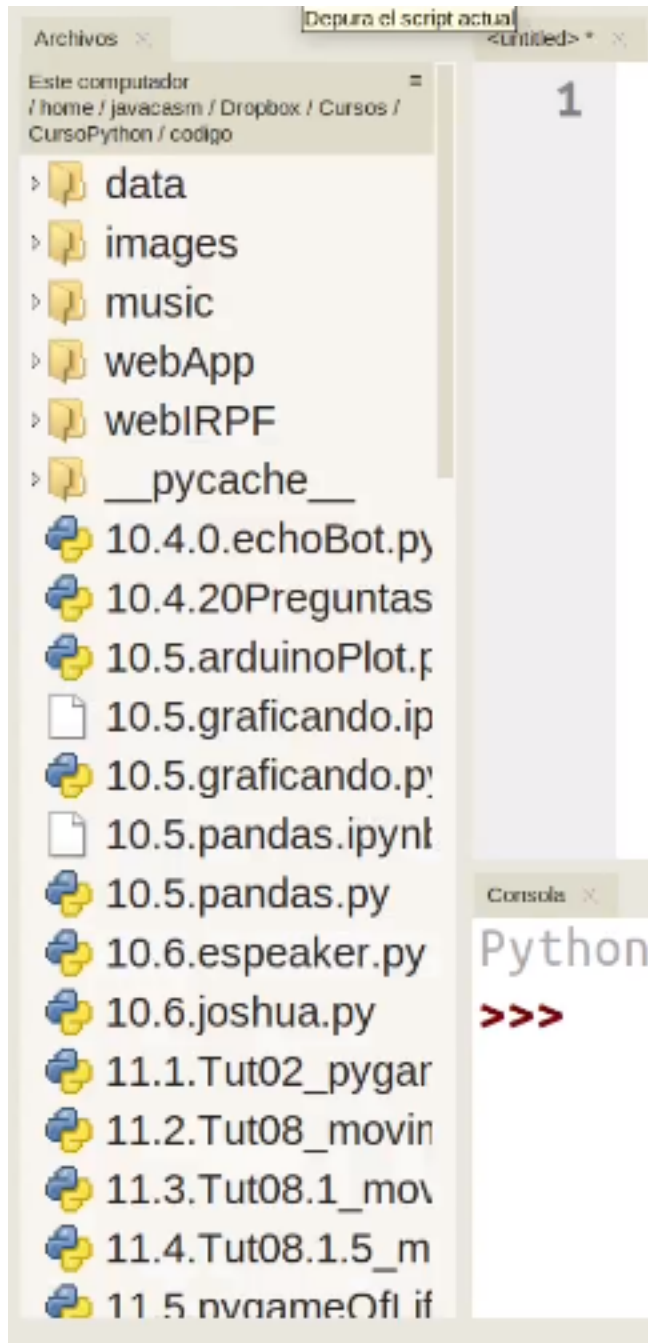 Depura el script actual
Archivos
<untitled> *
Este computador
/ home / javacasm / Dropbox / Cursos /
CursoPython / codigo
1
data
images
music
webApp
webIRPF
__pycache__
10.4.0.echoBot.py
10.4.20Preguntas
10.5.arduinoPlot.p
10.5.graficando.ip
10.5.graficando.py
10.5.pandas.ipynb
10.5.pandas.py
10.6.espeaker.py
10.6.joshua.py
11.1.Tut02_pygam
11.2.Tut08_movim
11.3.Tut08.1_mov
11.4.Tut08.1.5_m
11.5.pygameOfLif
Consola
Python
>>>